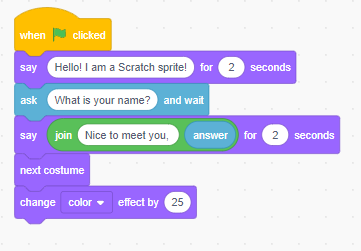 when clicked
say Hello! I am a Scratch sprite! for 2 seconds
ask What is your name? and wait
say join Nice to meet you, answer for 2 seconds
next costume
change color effect by 25